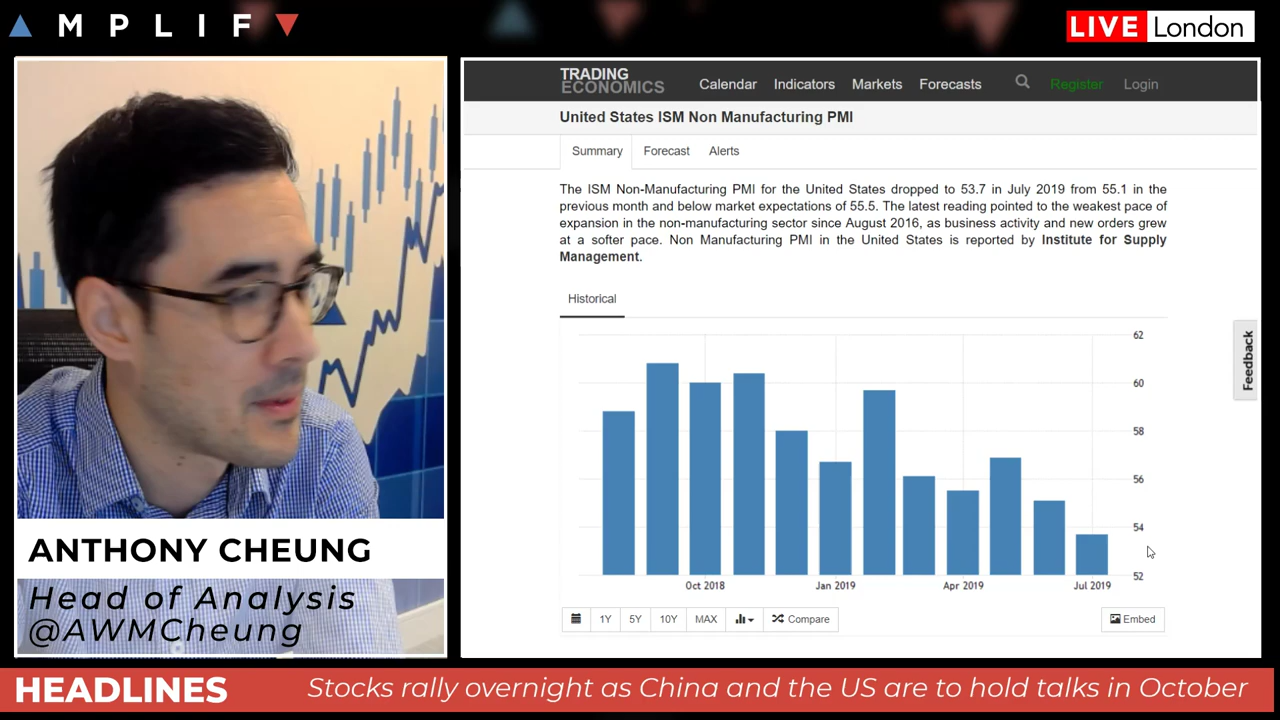 ▲ M P L I F ▼
LIVE London
TRADING
ECONOMICS
Calendar Indicators Markets Forecasts Register Login
United States ISM Non Manufacturing PMI
Summary Forecast Alerts
The ISM Non-Manufacturing PMI for the United States dropped to 53.7 in July 2019 from 55.1 in the
previous month and below market expectations of 55.5. The latest reading pointed to the weakest pace of
expansion in the non-manufacturing sector since August 2016, as business activity and new orders grew
at a softer pace. Non Manufacturing PMI in the United States is reported by Institute for Supply
Management.
Historical
62
60
58
56
54
52
Oct 2018 Jan 2019 Apr 2019 Jul 2019
1Y 5Y 10Y MAX Compare Embed
Feedback
ANTHONY CHEUNG
Head of Analysis
@AWMCheung
HEADLINES Stocks rally overnight as China and the US are to hold talks in October